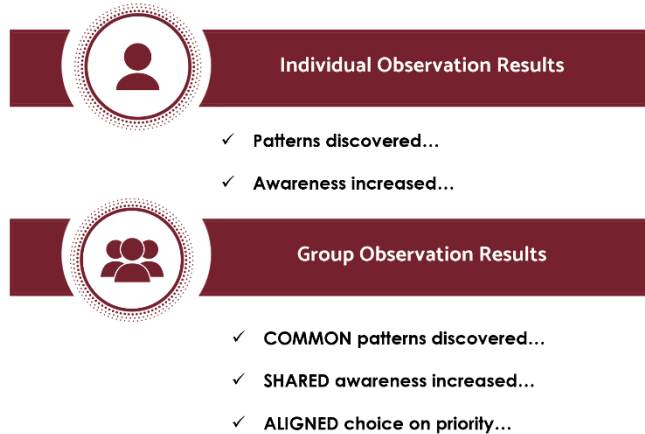 Individual Observation Results
✓ Patterns discovered…
✓ Awareness increased…
Group Observation Results
✓ COMMON patterns discovered…
✓ SHARED awareness increased…
✓ ALIGNED choice on priority…